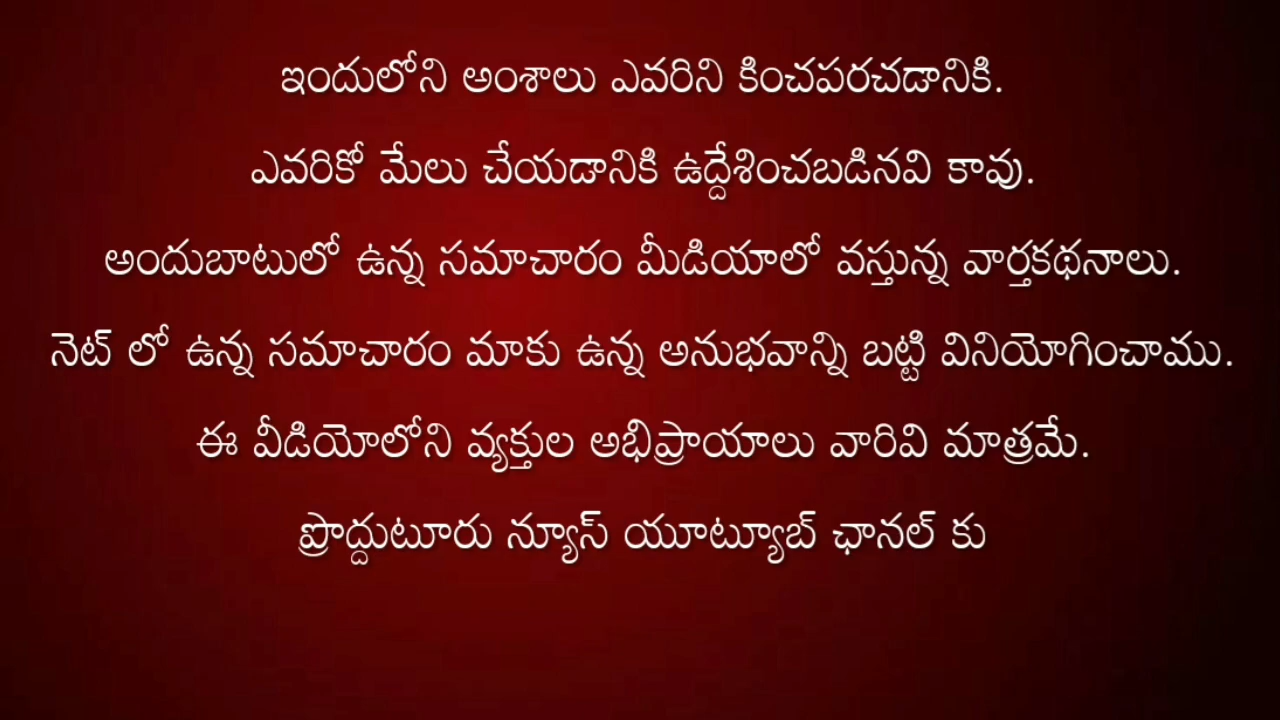 ఇందులోని అంశాలు ఎవరిని కించపరచడానికి.
ఎవరికో మేలు చేయడానికి ఉద్దేశించబడినవి కావు.
అందుబాటులో ఉన్న సమాచారం మీడియాలో వస్తున్న వార్తకథనాలు.
నెట్ లో ఉన్న సమాచారం మాకు ఉన్న అనుభవాన్ని బట్టి వినియోగించాము.
ఈ వీడియోలోని వ్యక్తుల అభిప్రాయాలు వారివి మాత్రమే.
ప్రొద్దుటూరు న్యూస్ యూట్యూబ్ ఛానల్ కు